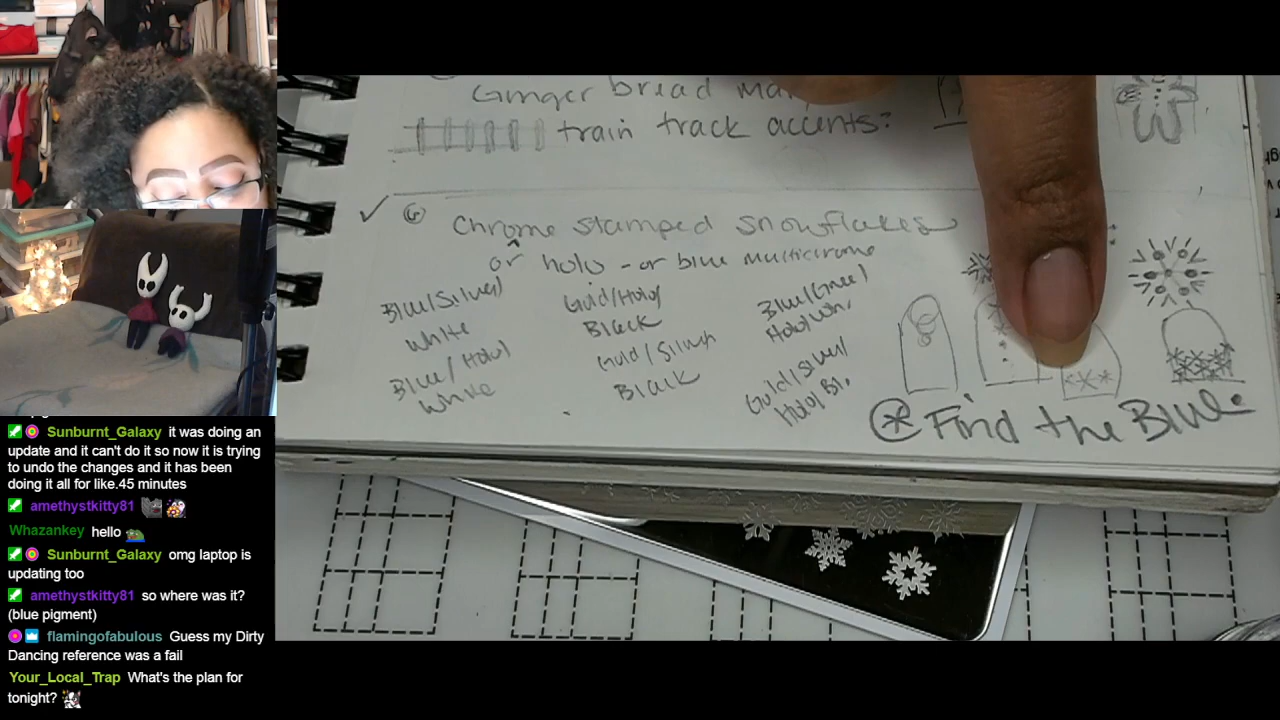 Sunburnt_Galaxy it was doing an
update and it can't do it so now it is trying
to undo the changes and it has been
doing it all for like.45 minutes
amethystkitty81
Whazankey hello
Sunburnt_Galaxy omg laptop is
updating too
amethystkitty81 so where was it?
(blue pigment)
flamingofabulous Guess my Dirty
Dancing reference was a fail
Your_Local_Trap What's the plan for
tonight?
Ginger bread man
train track accents?
✓ 6 Chrome stamped snowflakes
or holo - or blue multicrome
Blue/Silver/
White
Blue/Holo/
White
Gold/Holo/
Black
Gold/Silver
Black
Blue/Gree/
Holo/Wh.
Gold/Silver/
Holo/Bl.
* Find the Blue